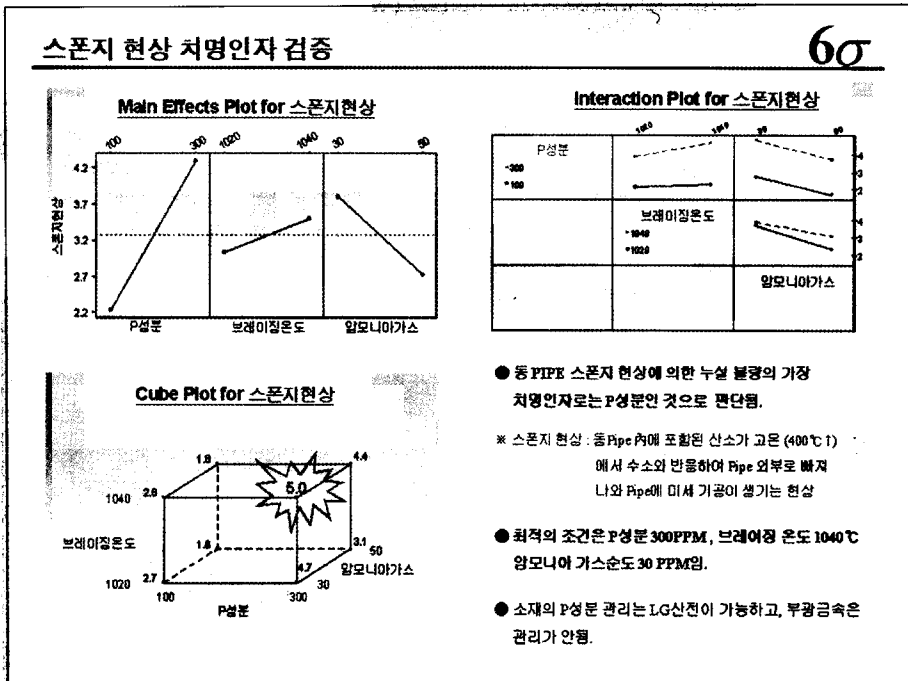 스폰지 현상 치명인자 검증
6σ
Main Effects Plot for 스폰지현상
100 300 1020 1040 30 50
스폰지현상
4.2
3.7
3.2
2.7
2.2
P성분 브레이징온도 암모니아가스
Interaction Plot for 스폰지현상
1020 1040 30 50
P성분
300
100
4
3
2
브레이징온도
1040
1020
4
3
2
암모니아가스
Cube Plot for 스폰지현상
1.8 4.4
1040 2.8 5.0
브레이징온도
1.6 3.1 50
4.7 암모니아가스
1020 2.7 30
100 300
P성분
● 동 PIPE 스폰지 현상에 의한 누설 불량의 가장
치명인자로는 P성분인 것으로 판단됨.
※ 스폰지 현상 : 동Pipe 內에 포함된 산소가 고온 (400℃↑)
에서 수소와 반응하여 Pipe 외부로 빠져
나와 Pipe에 미세 기공이 생기는 현상
● 최적의 조건은 P성분 300PPM , 브레이징 온도 1040℃
암모니아 가스순도 30 PPM임.
● 소재의 P성분 관리는 LG산전이 가능하고, 부광금속은
관리가 안됨.